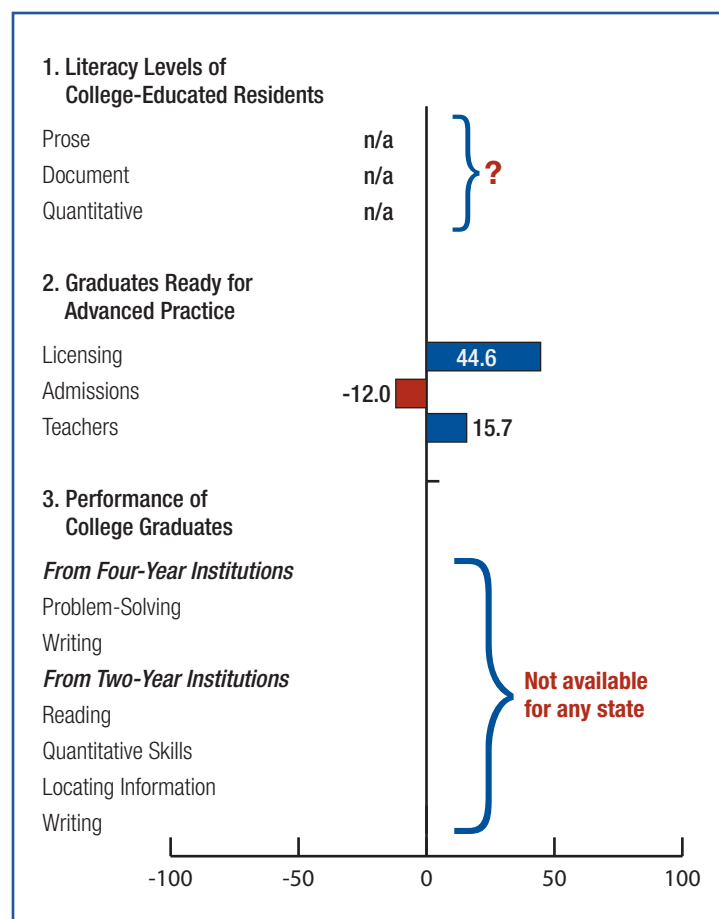 1. Literacy Levels of
College-Educated Residents
Prose n/a
Document n/a
Quantitative n/a
?
2. Graduates Ready for
Advanced Practice
Licensing 44.6
Admissions -12.0
Teachers 15.7
3. Performance of
College Graduates
From Four-Year Institutions
Problem-Solving
Writing
From Two-Year Institutions
Reading
Quantitative Skills
Locating Information
Writing
Not available
for any state
-100 -50 0 50 100